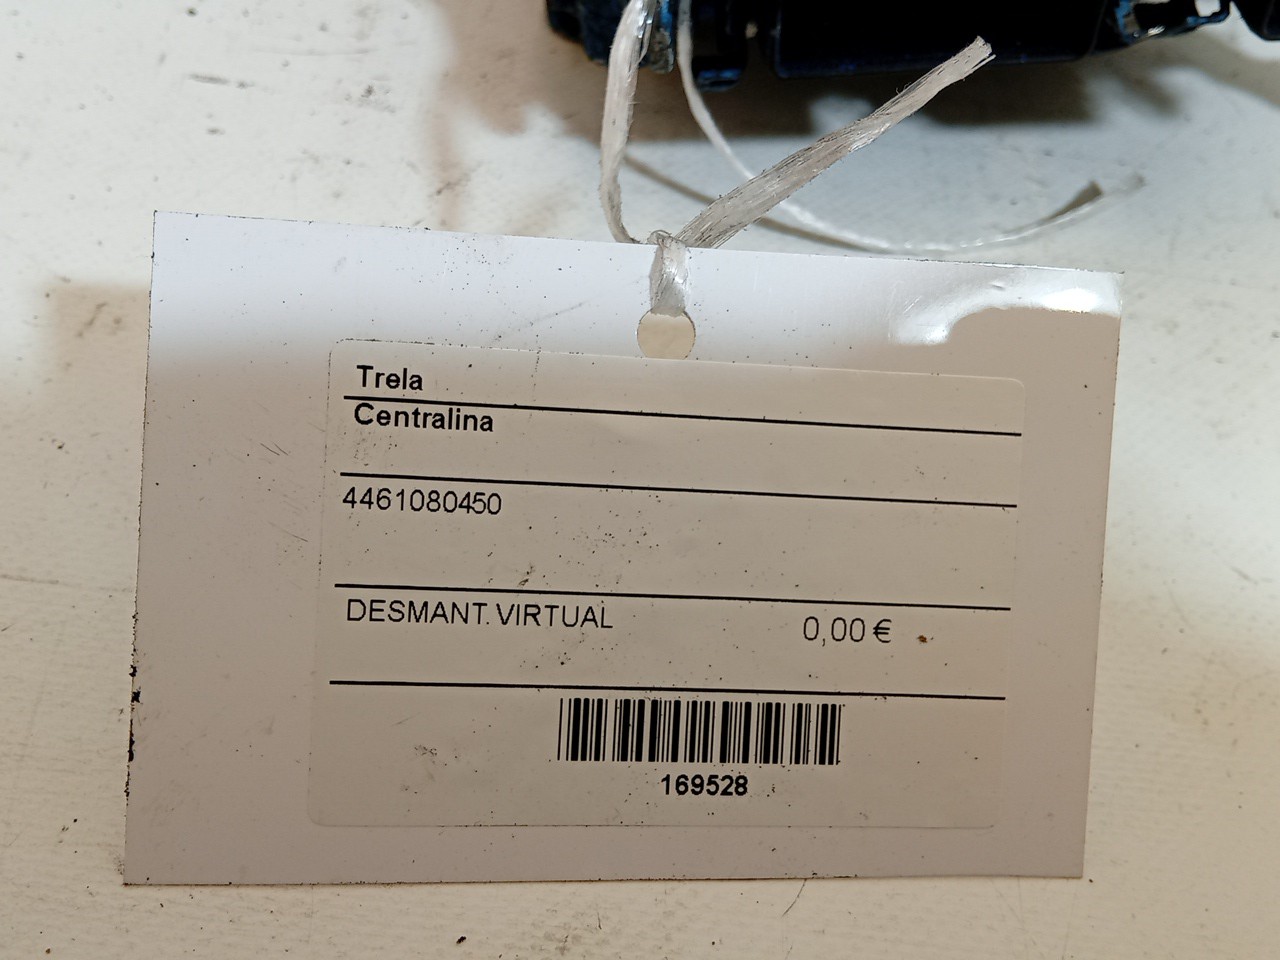 Trela
Centralina
4461080450
DESMANT. VIRTUAL 0,00 €
169528